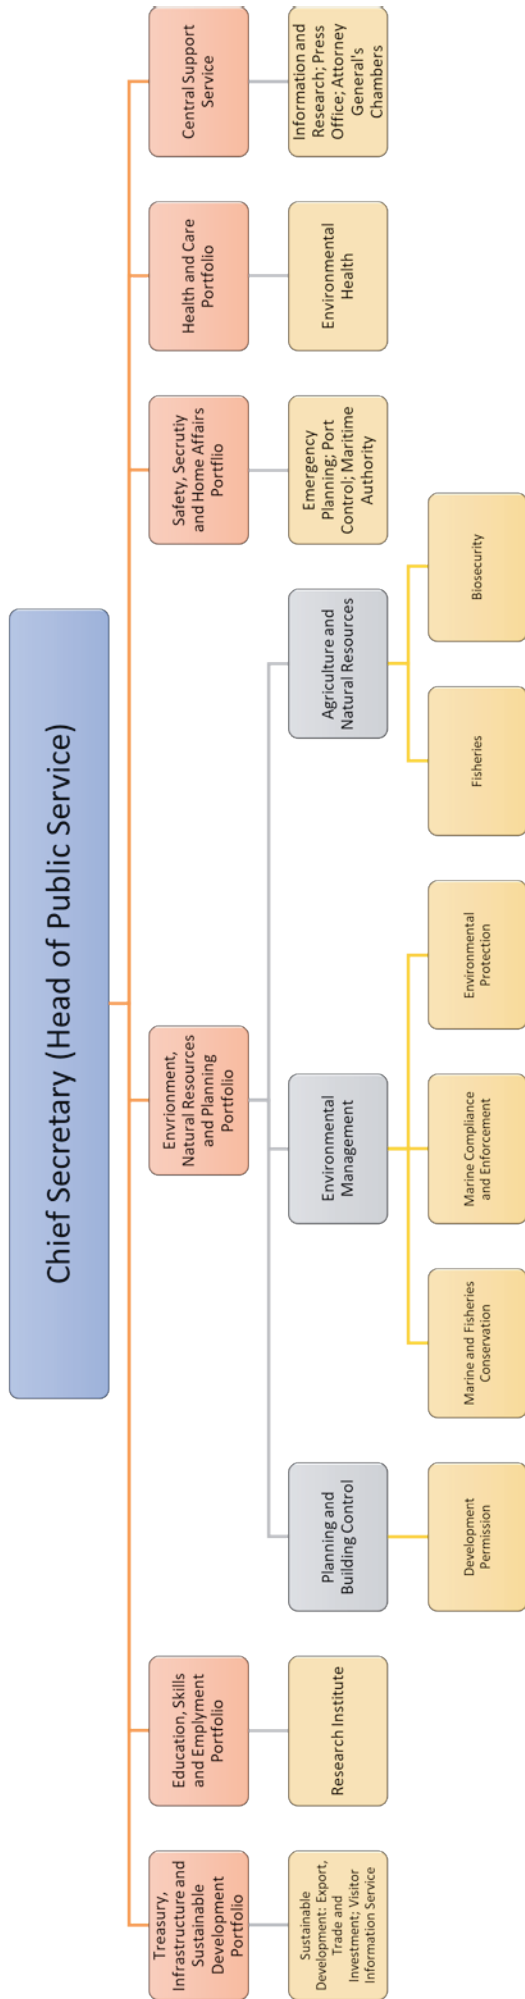 Chief Secretary (Head of Public Service)
Treasury,
Infrastructure and
Sustainable
Development
Portfolio
Education, Skills
and Emplyment
Portfolio
Envrionment,
Natural Resources
and Planning
Portfolio
Safety, Secrutiy
and Home Affairs
Portflio
Health and Care
Portfolio
Central Support
Service
Sustainable
Development: Export,
Trade and
Investment; Visitor
Information Service
Research Institute
Planning and
Building Control
Environmental
Management
Agriculture and
Natural Resources
Emergency
Planning; Port
Control; Maritime
Authority
Environmental
Health
Information and
Research; Press
Office; Attorney
General's
Chambers
Development
Permission
Marine and Fisheries
Conservation
Marine Compliance
and Enforcement
Environmental
Protection
Fisheries
Biosecurity